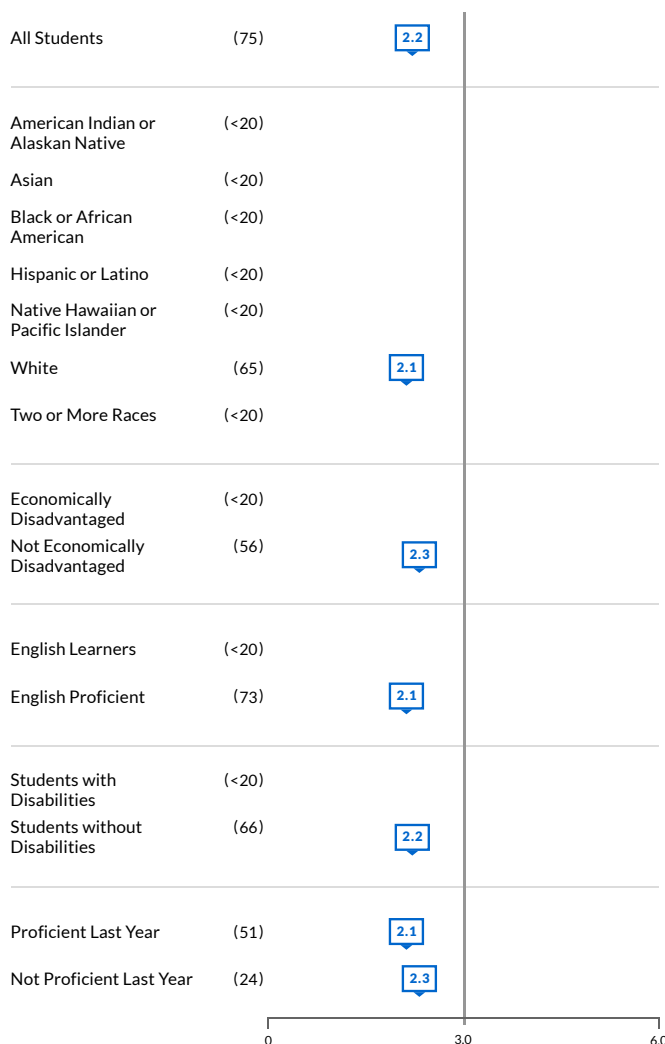 All Students (75) 2.2
American Indian or (<20)
Alaskan Native
Asian (<20)
Black or African (<20)
American
Hispanic or Latino (<20)
Native Hawaiian or (<20)
Pacific Islander
White (65) 2.1
Two or More Races (<20)
Economically (<20)
Disadvantaged
Not Economically (56) 2.3
Disadvantaged
English Learners (<20)
English Proficient (73) 2.1
Students with (<20)
Disabilities
Students without (66) 2.2
Disabilities
Proficient Last Year (51) 2.1
Not Proficient Last Year (24) 2.3
0 3.0 6.0